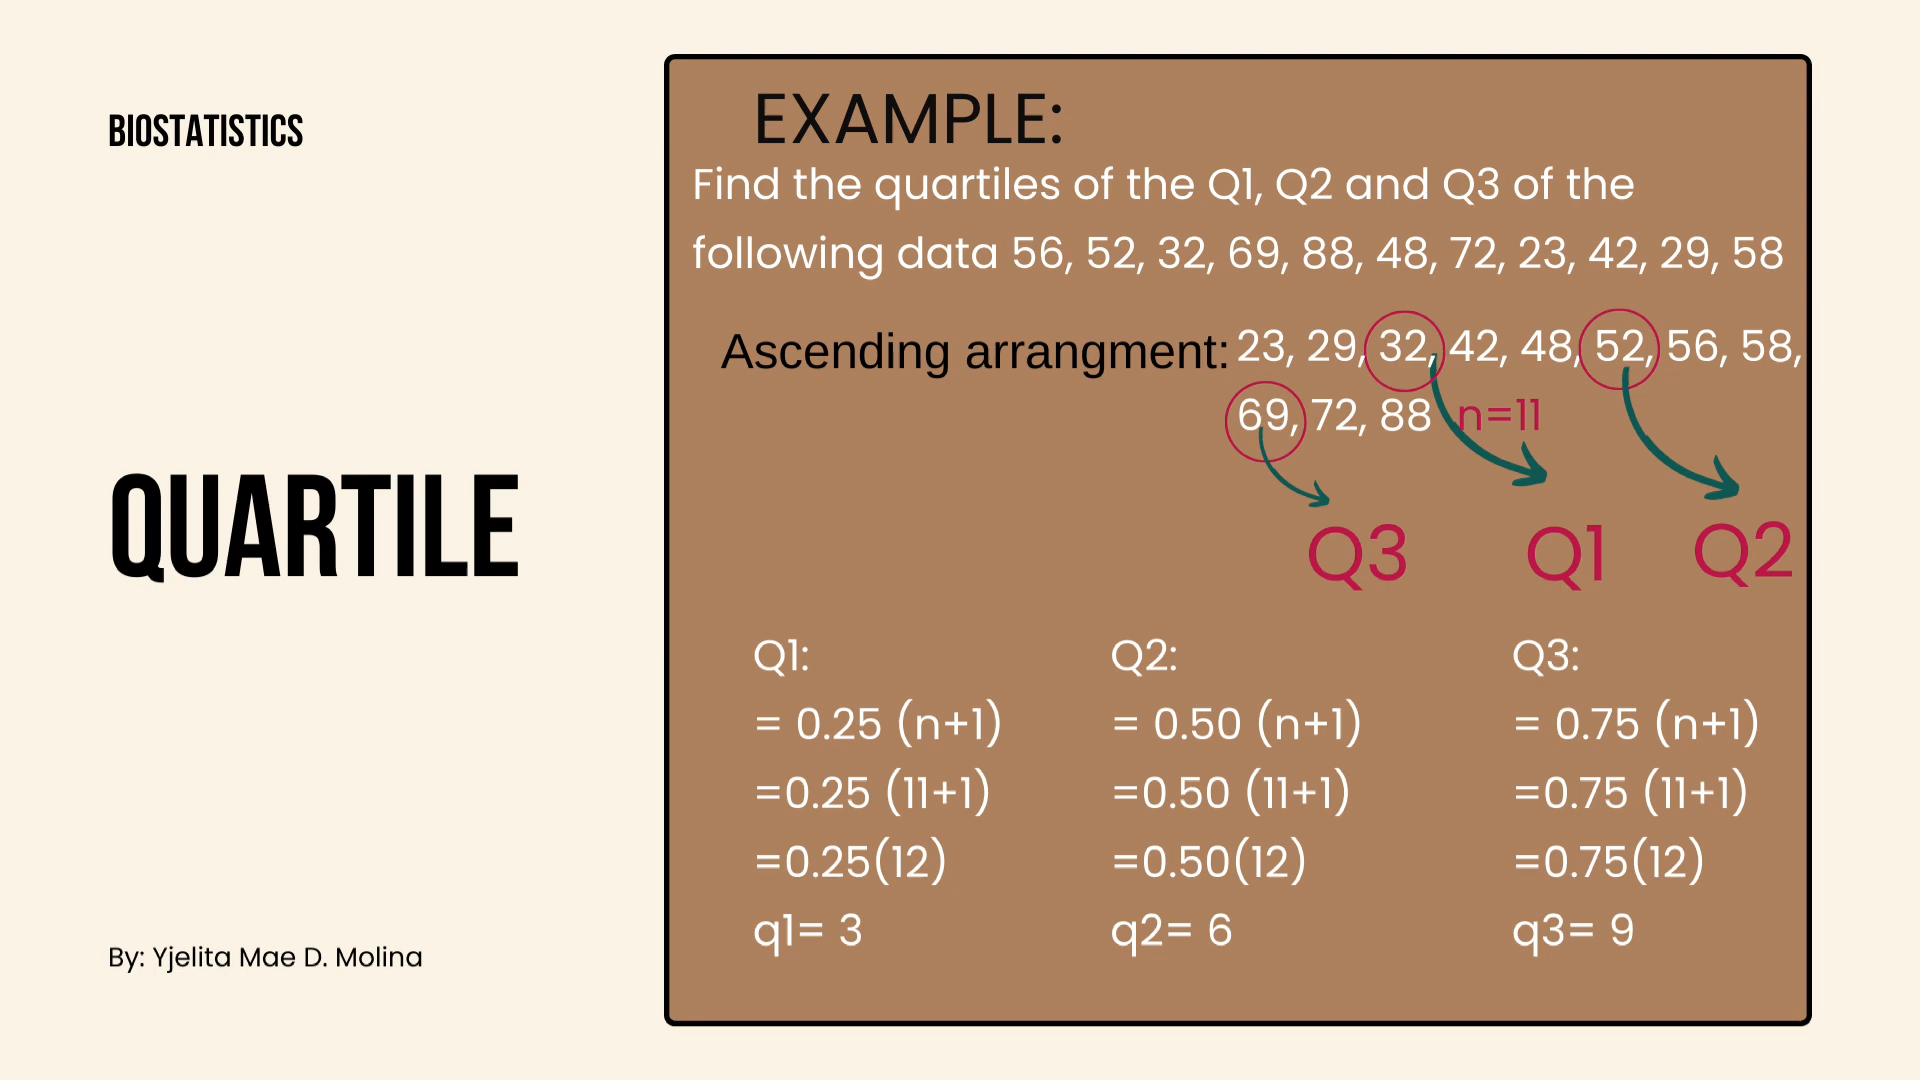 BIOSTATISTICS
QUARTILE
By: Yjelita Mae D. Molina
EXAMPLE:
Find the quartiles of the Q1, Q2 and Q3 of the
following data 56, 52, 32, 69, 88, 48, 72, 23, 42, 29, 58
Ascending arrangment: 23, 29, 32, 42, 48, 52, 56, 58,
69, 72, 88 n=11
Q3 Q1 Q2
Q1:
= 0.25 (n+1)
=0.25 (11+1)
=0.25(12)
q1= 3
Q2:
= 0.50 (n+1)
=0.50 (11+1)
=0.50(12)
q2= 6
Q3:
= 0.75 (n+1)
=0.75 (11+1)
=0.75(12)
q3= 9